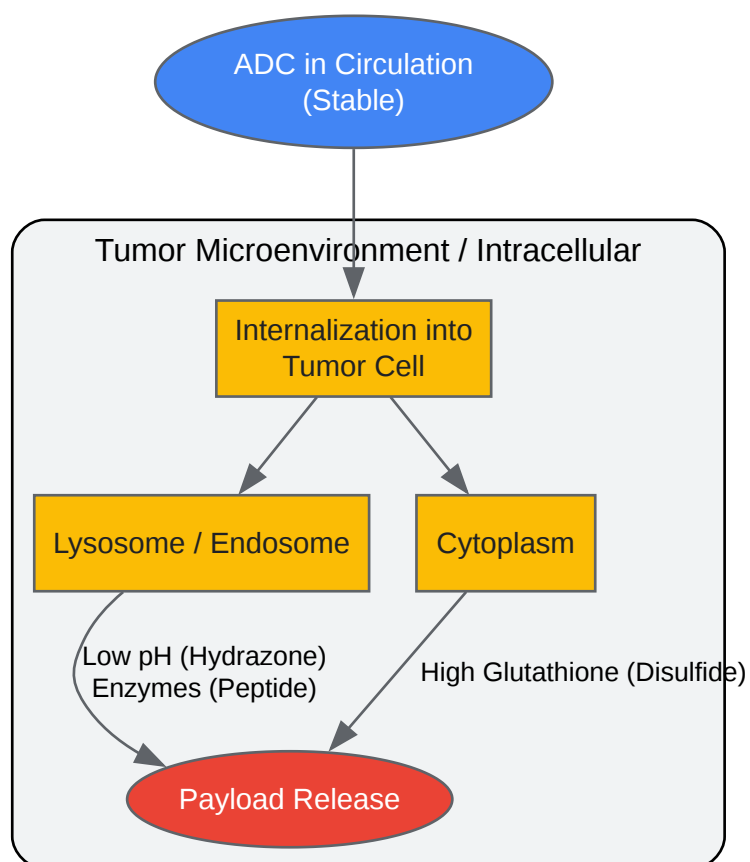 ADC in Circulation
(Stable)
Tumor Microenvironment / Intracellular
Internalization into
Tumor Cell
Lysosome / Endosome
Cytoplasm
Low pH (Hydrazone)
Enzymes (Peptide)
High Glutathione (Disulfide)
Payload Release